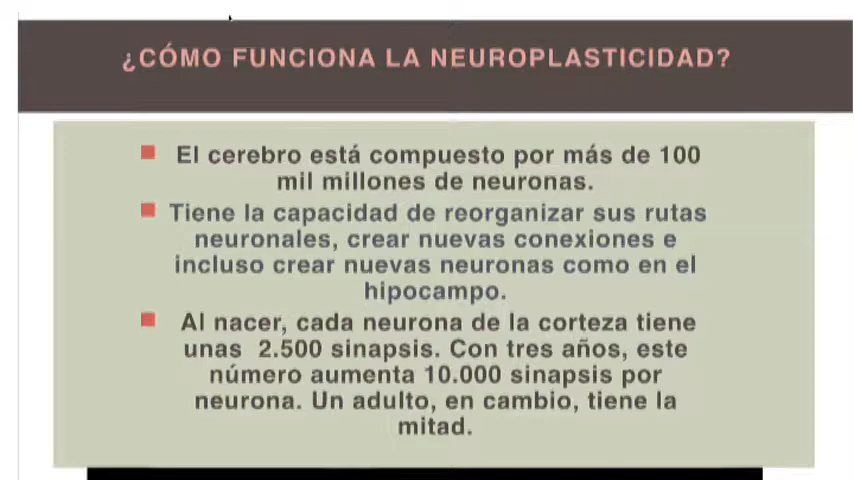 ¿CÓMO FUNCIONA LA NEUROPLASTICIDAD?
El cerebro está compuesto por más de 100
mil millones de neuronas.
Tiene la capacidad de reorganizar sus rutas
neuronales, crear nuevas conexiones e
incluso crear nuevas neuronas como en el
hipocampo.
Al nacer, cada neurona de la corteza tiene
unas 2.500 sinapsis. Con tres años, este
número aumenta 10.000 sinapsis por
neurona. Un adulto, en cambio, tiene la
mitad.